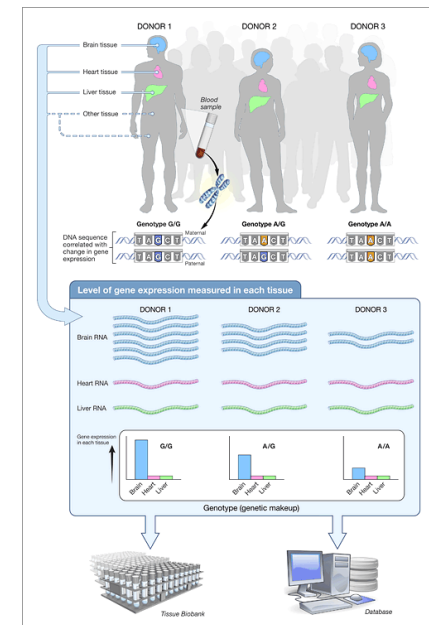 DONOR 1
DONOR 2
DONOR 3
Brain tissue
Heart tissue
Liver tissue
Other tissue
Blood
sample
Genotype G/G
Genotype A/G
Genotype A/A
DNA sequence
correlated with
change in gene
expression
Maternal
Paternal
T A G C T
T A G C T
T A A C T
T A G C T
T A A C T
T A A C T
Level of gene expression measured in each tissue
DONOR 1
DONOR 2
DONOR 3
Brain RNA
Heart RNA
Liver RNA
Gene expression
in each tissue
G/G
A/G
A/A
Brain
Heart
Liver
Brain
Heart
Liver
Brain
Heart
Liver
Genotype (genetic makeup)
Tissue Biobank
Database